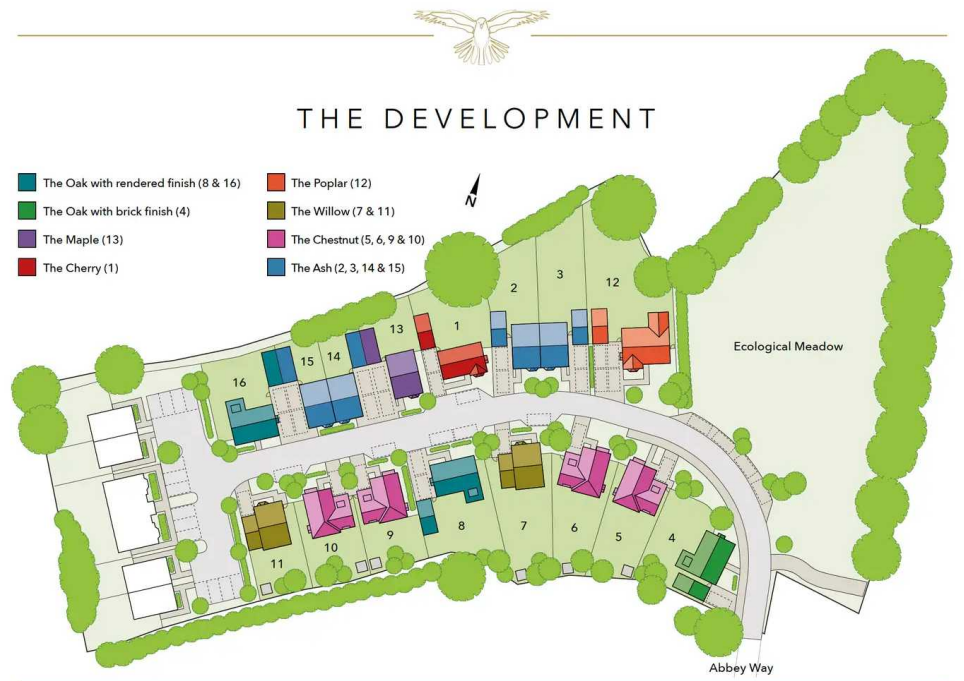 THE DEVELOPMENT
The Oak with rendered finish (8 & 16)
The Oak with brick finish (4)
The Maple (13)
The Cherry (1)
The Poplar (12)
The Willow (7 & 11)
The Chestnut (5, 6, 9 & 10)
The Ash (2, 3, 14 & 15)
N
3
2
12
1
13
14
15
16
Ecological Meadow
8
7
6
5
4
9
10
11
Abbey Way